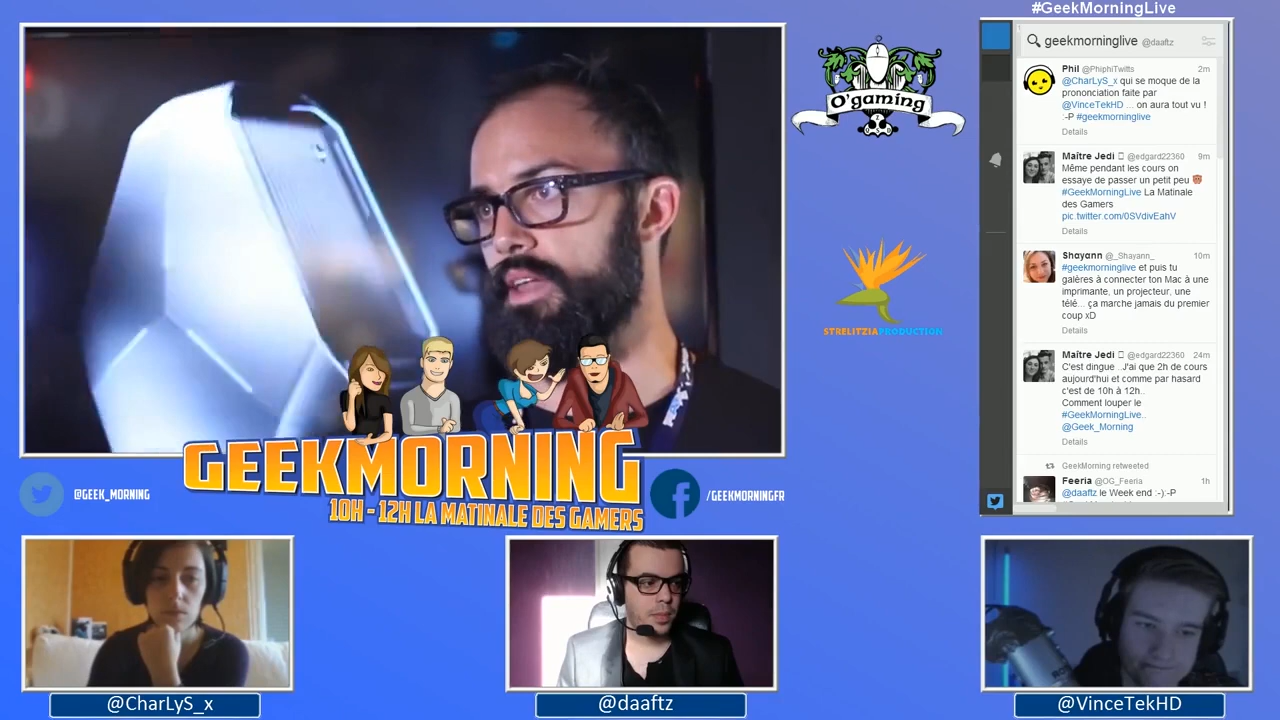 #GeekMorningLive
geekmorninglive @daaftz
Phil @PhiphiTwitts 2m
@CharLyS_x qui se moque de la
prononciation faite par
@VinceTekHD ... on aura tout vu !
:-P #geekmorninglive
Details
Maître Jedi @edgard22360 9m
Même pendant les cours on
essaye de passer un petit peu
#GeekMorningLive La Matinale
des Gamers
pic.twitter.com/0SVdivEahV
Details
Shayann @_Shayann_ 10m
#geekmorninglive et puis tu
galères à connecter ton Mac à une
imprimante, un projecteur, une
télé... ça marche jamais du premier
coup xD
Details
Maître Jedi @edgard22360 24m
C'est dingue ..J'ai que 2h de cours
aujourd'hui et comme par hasard
c'est de 10h à 12h..
Comment louper le
#GeekMorningLive..
@Geek_Morning
Details
GeekMorning retweeted
Feeria @OG_Feeria 1h
@daaftz le Week end :-):-P
O'gaming
STRELITZIAPRODUCTION
@GEEK_MORNING
GEEKMORNING
10H - 12H LA MATINALE DES GAMERS
/GEEKMORNINGFR
@CharLyS_x
@daaftz
@VinceTekHD